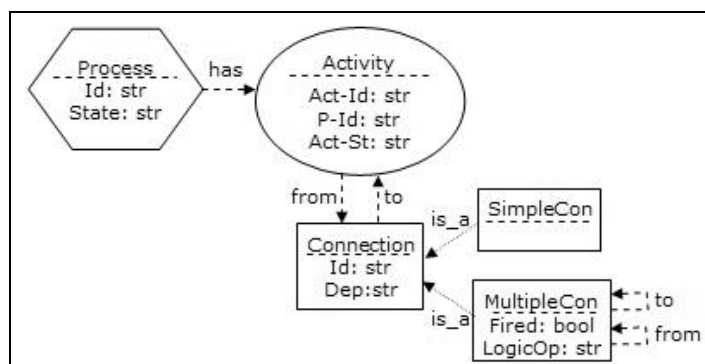 Process
Id: str
State: str
has
Activity
Act-Id: str
P-Id: str
Act-St: str
from
to
Connection
Id: str
Dep:str
is_a
SimpleCon
is_a
MultipleCon
Fired: bool
LogicOp: str
to
from